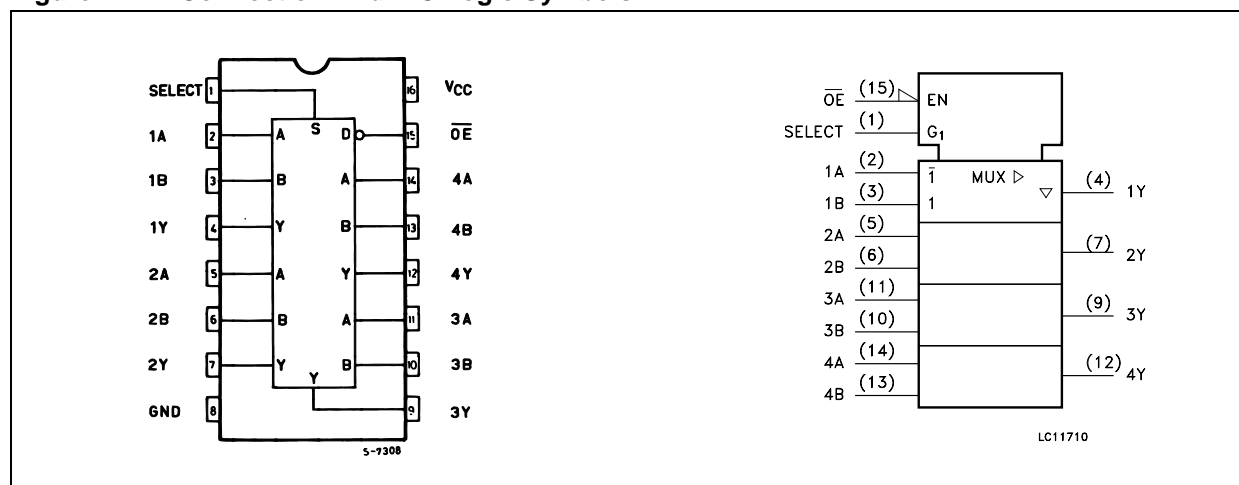 SELECT 1 16 VCC
1A 2 A S D 15 O̅E̅
1B 3 B A 14 4A
1Y 4 Y B 13 4B
2A 5 A Y 12 4Y
2B 6 B A 11 3A
2Y 7 Y Y B 10 3B
GND 8 9 3Y
S-7308
O̅E̅ (15) EN
SELECT (1) G1
1A (2) 1̅ MUX ▷
1B (3) 1 ▽ (4) 1Y
2A (5)
2B (6) (7) 2Y
3A (11)
3B (10) (9) 3Y
4A (14)
4B (13) (12) 4Y
LC11710